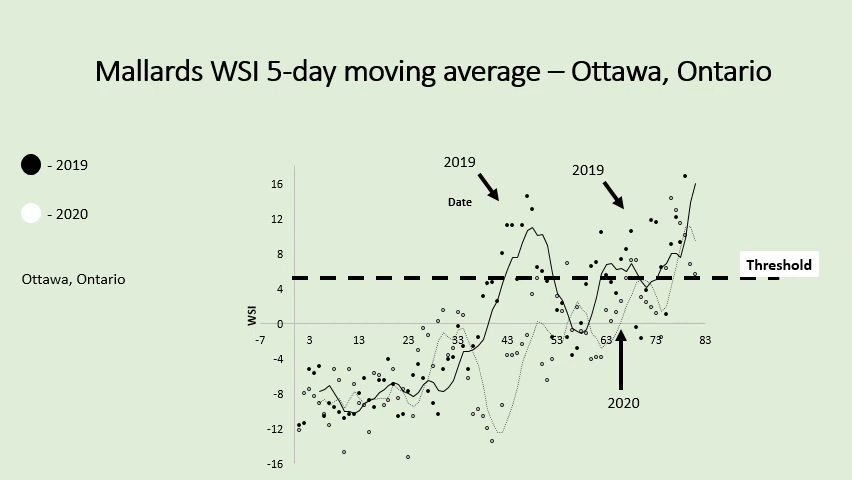 Mallards WSI 5-day moving average – Ottawa, Ontario
- 2019
- 2020
Ottawa, Ontario
2019
2019
Date
Threshold
WSI
16
12
8
4
0
-4
-8
-12
-16
-7 3 13 23 33 43 53 63 73 83
2020